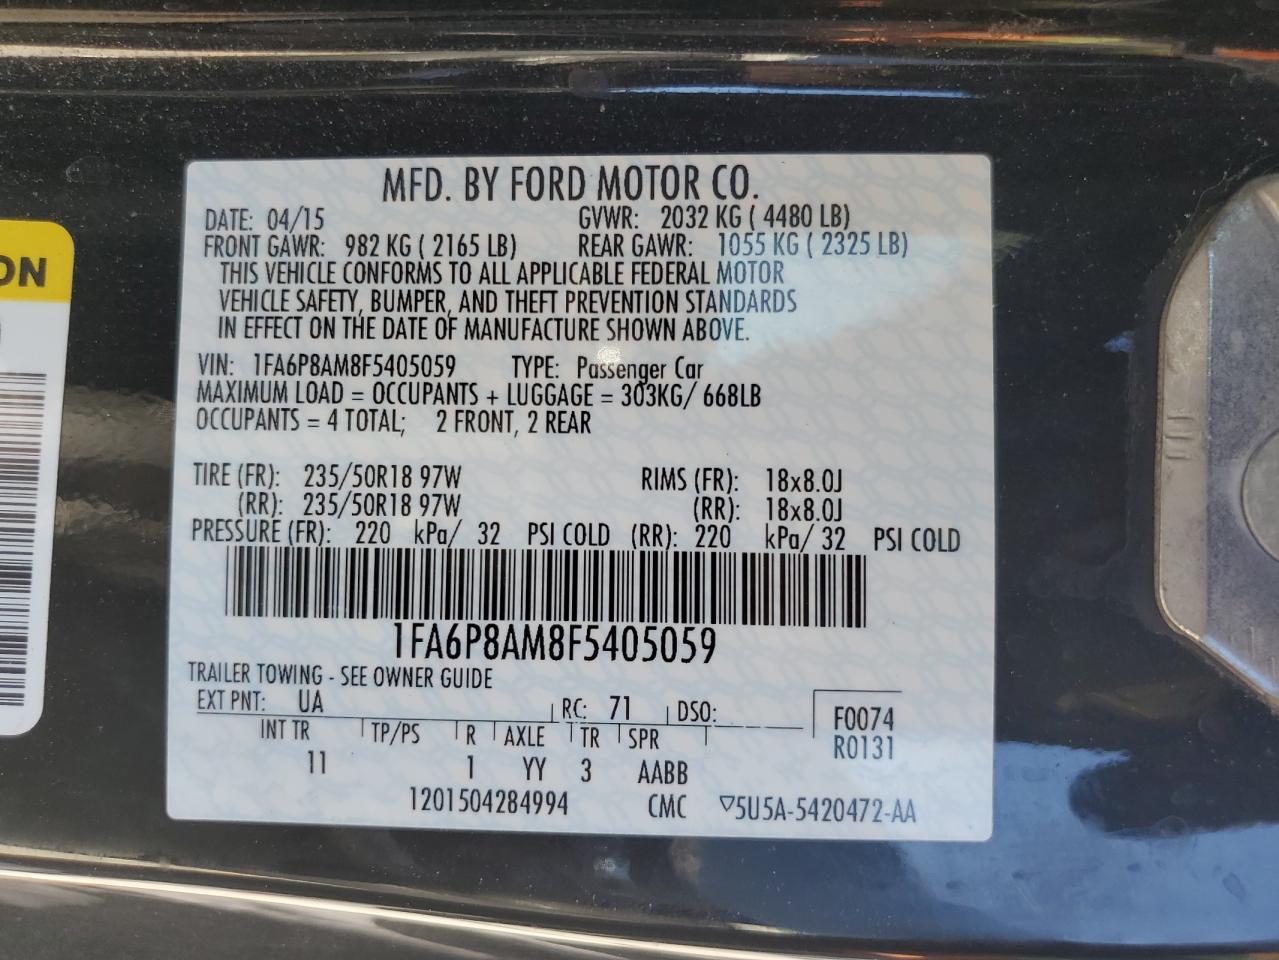 MFD. BY FORD MOTOR CO.
DATE: 04/15 GVWR: 2032 KG ( 4480 LB)
FRONT GAWR: 982 KG ( 2165 LB) REAR GAWR: 1055 KG ( 2325 LB)
THIS VEHICLE CONFORMS TO ALL APPLICABLE FEDERAL MOTOR
VEHICLE SAFETY, BUMPER, AND THEFT PREVENTION STANDARDS
IN EFFECT ON THE DATE OF MANUFACTURE SHOWN ABOVE.
VIN: 1FA6P8AM8F5405059 TYPE: Passenger Car
MAXIMUM LOAD = OCCUPANTS + LUGGAGE = 303KG/ 668LB
OCCUPANTS = 4 TOTAL; 2 FRONT, 2 REAR
TIRE (FR): 235/50R18 97W RIMS (FR): 18x8.0J
(RR): 235/50R18 97W (RR): 18x8.0J
PRESSURE (FR): 220 kPa/ 32 PSI COLD (RR): 220 kPa/ 32 PSI COLD
1FA6P8AM8F5405059
TRAILER TOWING - SEE OWNER GUIDE
EXT PNT: UA RC: 71 DSO: F0074
INT TR TP/PS R AXLE TR SPR R0131
11 1 YY 3 AABB
1201504284994 CMC ▽5U5A-5420472-AA
ON